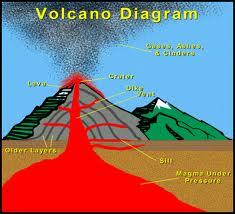 Volcano Diagram
Gases, Ashes,
& Cinders
Crater
Lava
Dike
Vent
Older Layers
Sill
Magma Under
Pressure